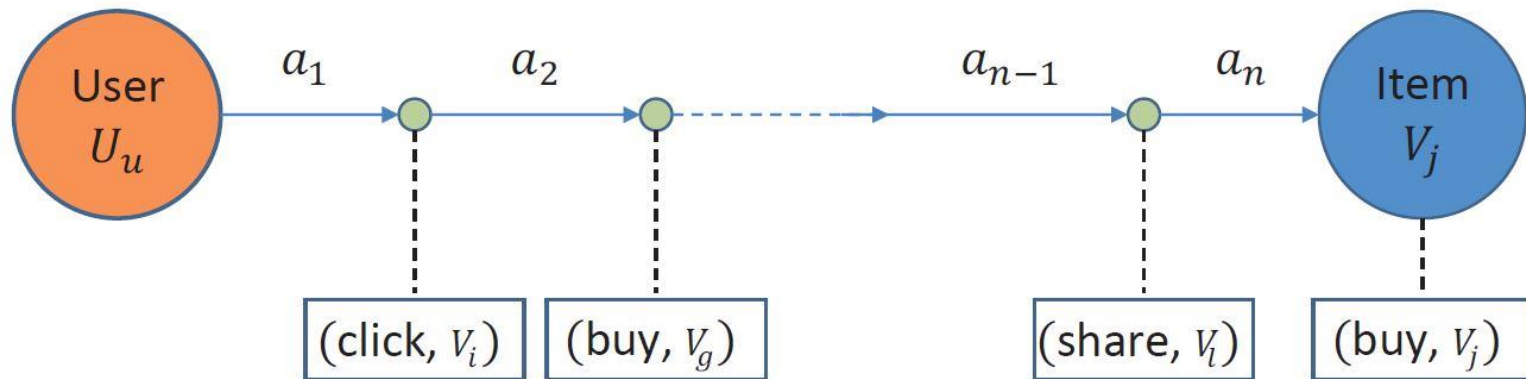 User
U_u
a_1
a_2
a_{n-1}
a_n
Item
V_j
(click, V_i)
(buy, V_g)
(share, V_l)
(buy, V_j)